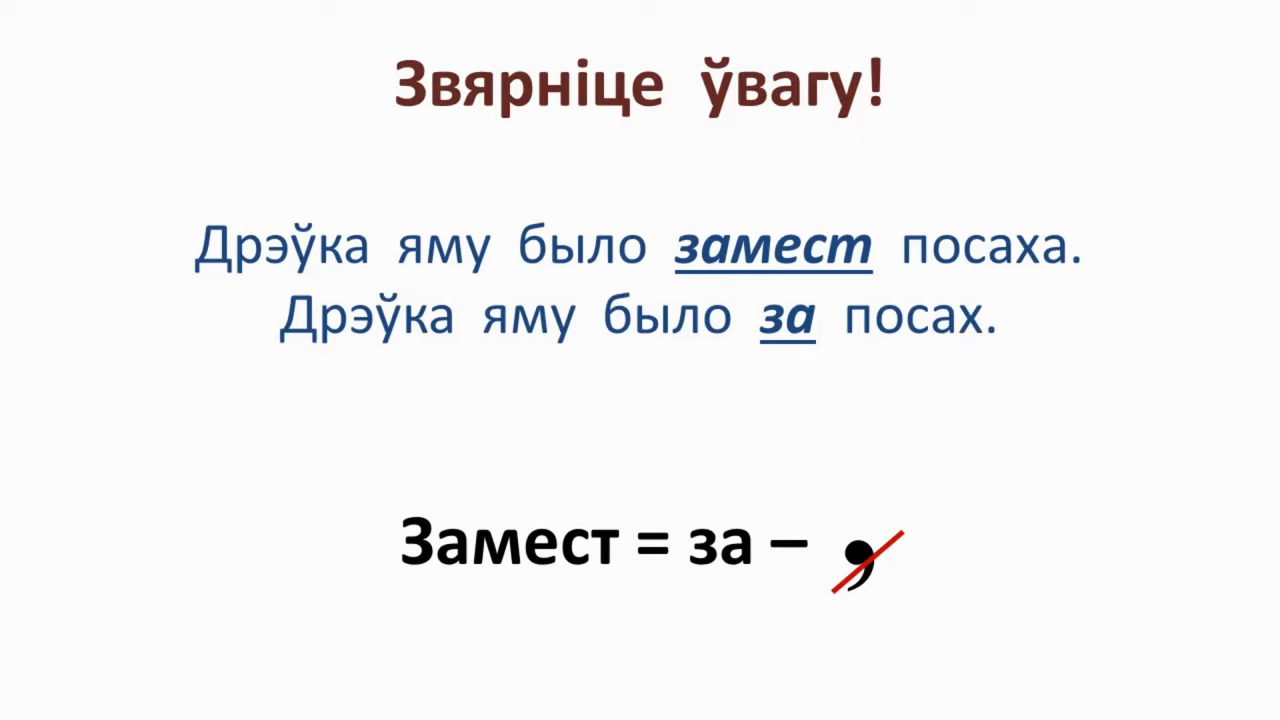 Звярніце ўвагу!
Дрэўка яму было замест посаха.
Дрэўка яму было за посах.
Замест = за – ,